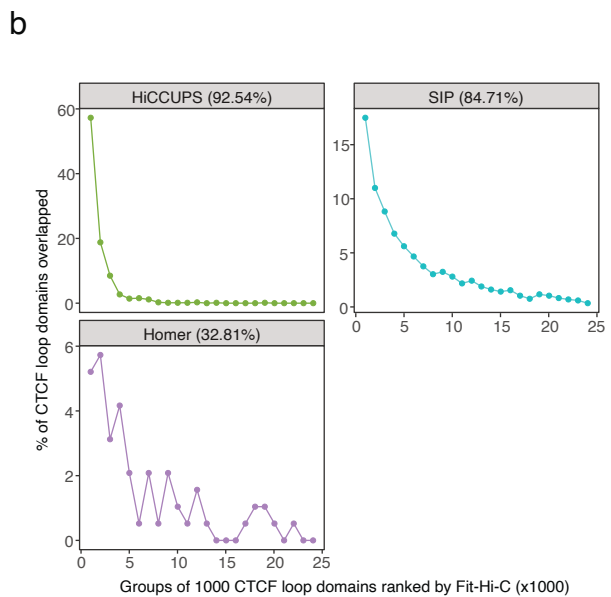 b
HiCCUPS (92.54%)
SIP (84.71%)
60
40
20
0
15
10
5
0
0 5 10 15 20 25
Homer (32.81%)
6
4
2
0
0 5 10 15 20 25
% of CTCF loop domains overlapped
Groups of 1000 CTCF loop domains ranked by Fit-Hi-C (x1000)